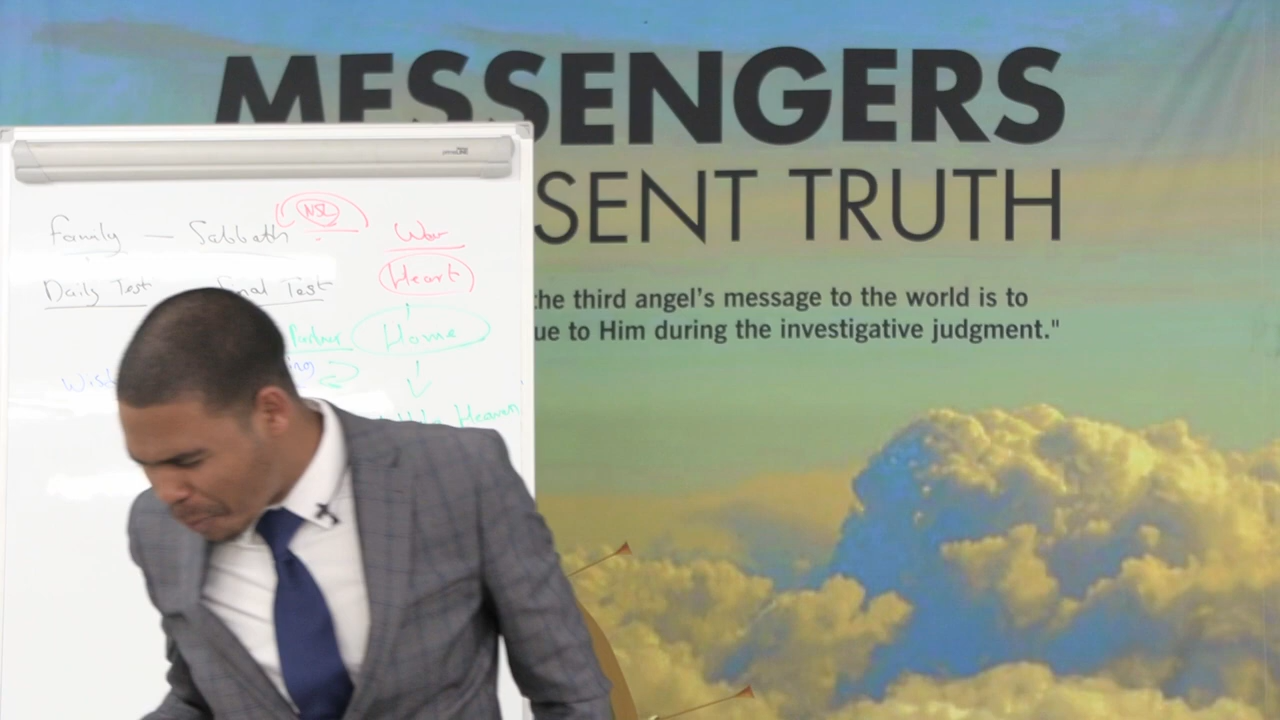 MESSENGERS
SENT TRUTH
the third angel's message to the world is to
ue to Him during the investigative judgment."
Family — Sabbath NSL War
Daily Test Final Test Heart
Home
Heaven